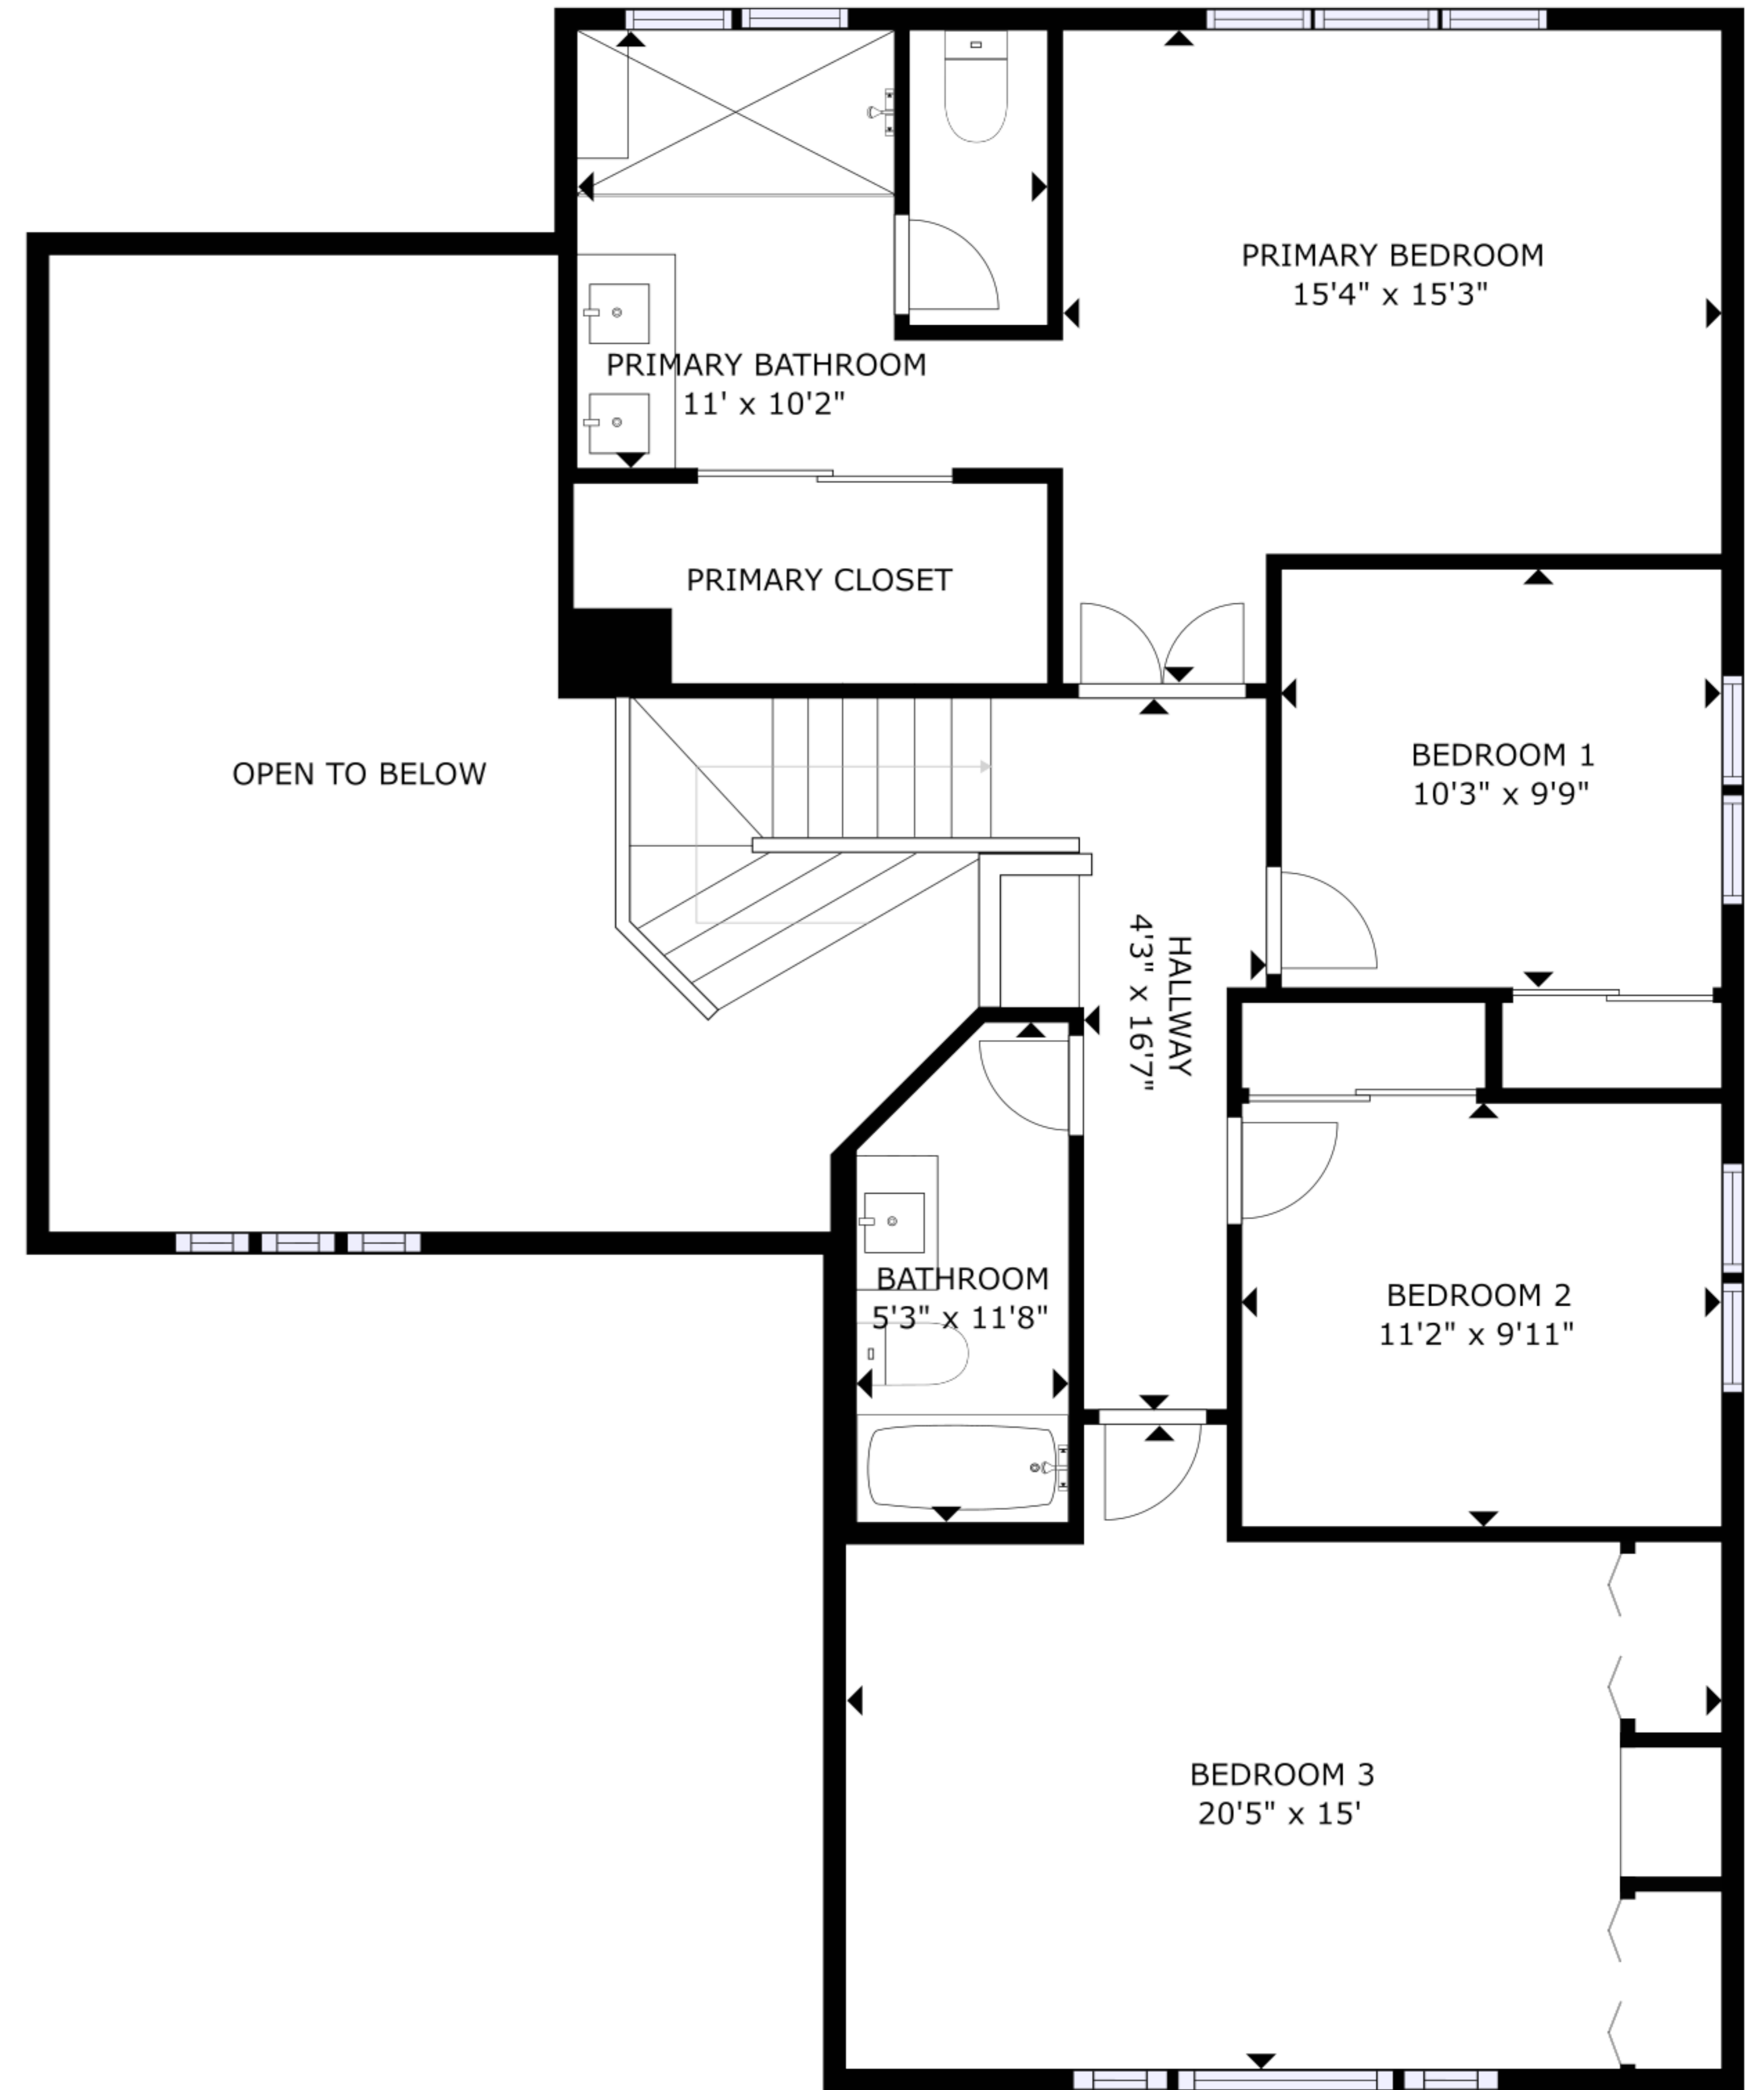 PRIMARY BEDROOM
15'4" x 15'3"
PRIMARY BATHROOM
11' x 10'2"
PRIMARY CLOSET
OPEN TO BELOW
BEDROOM 1
10'3" x 9'9"
HALLWAY
4'3" x 16'7"
BATHROOM
5'3" x 11'8"
BEDROOM 2
11'2" x 9'11"
BEDROOM 3
20'5" x 15'